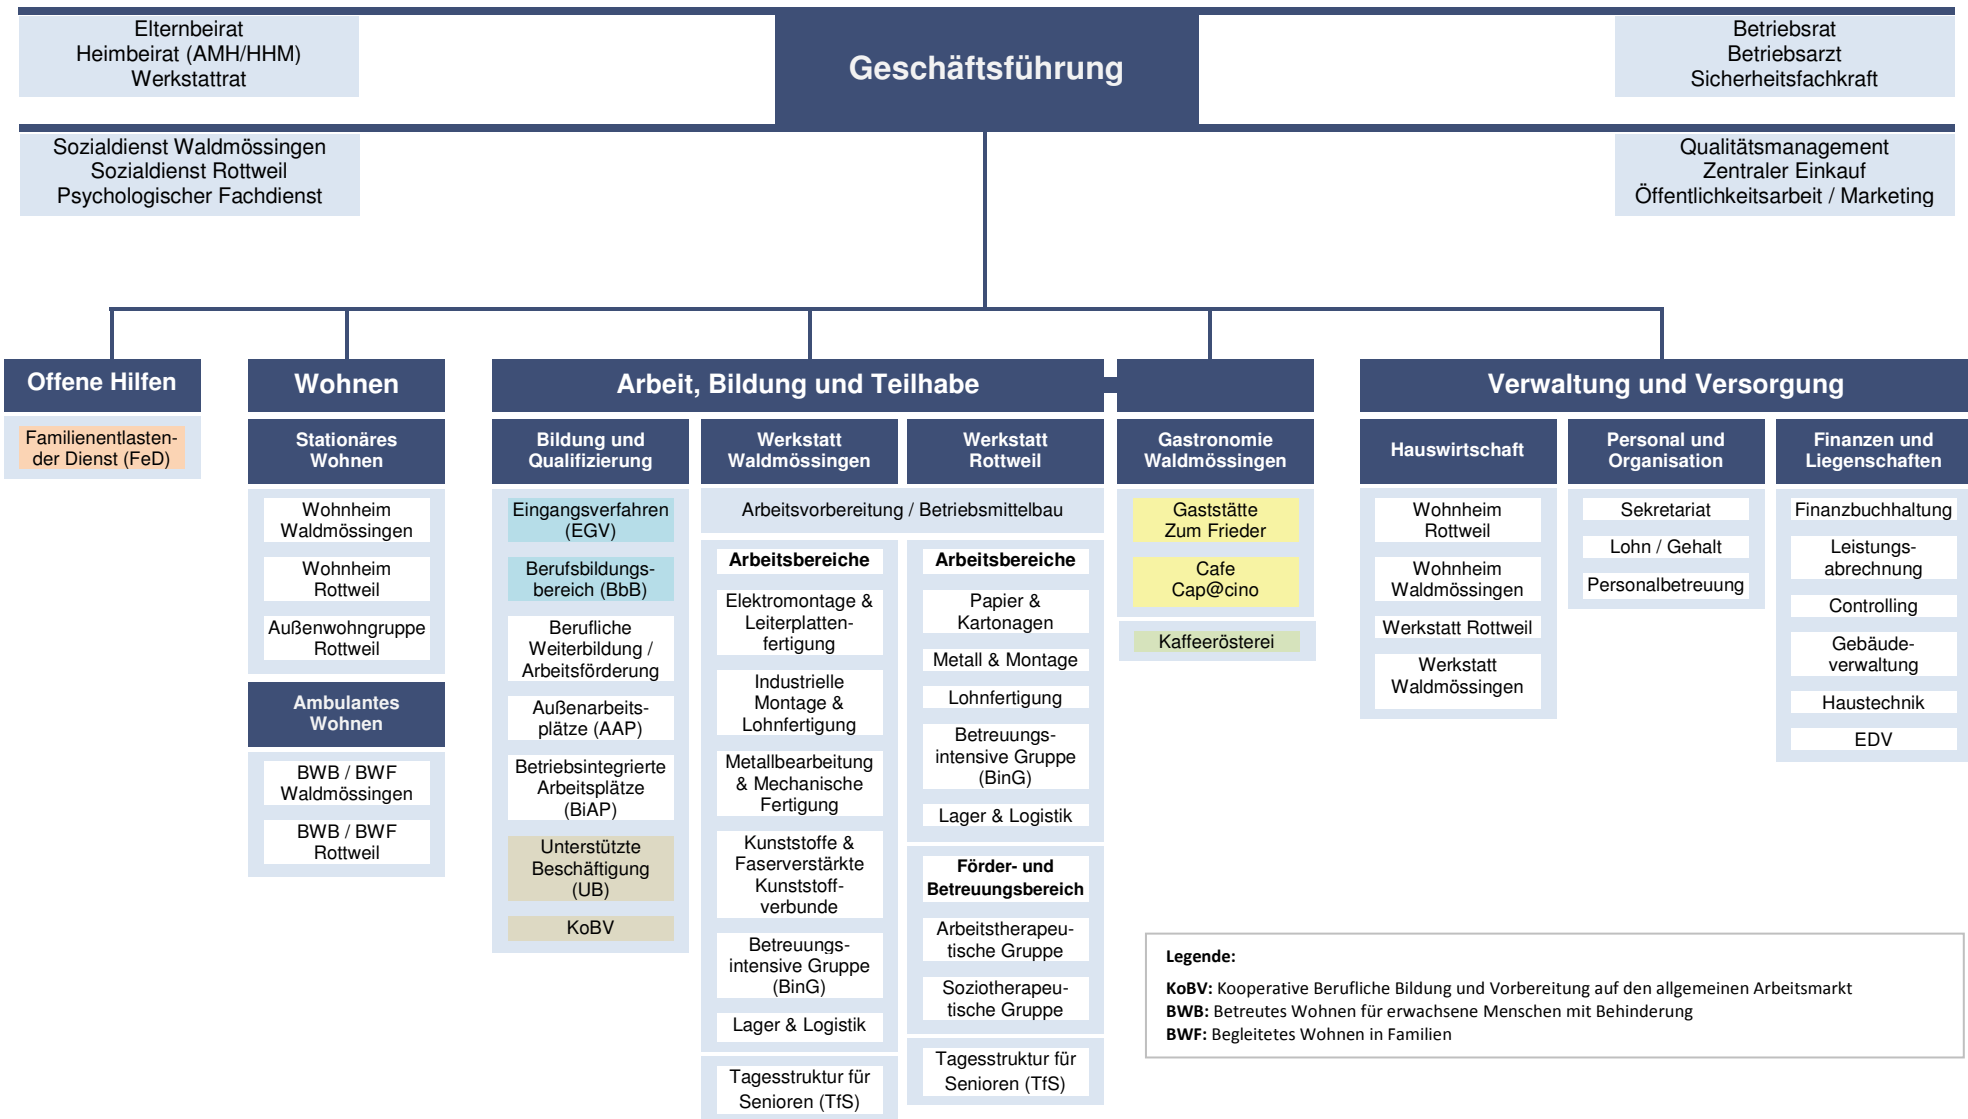 Elternbeirat
Heimbeirat (AMH/HHM)
Werkstattrat
Geschäftsführung
Betriebsrat
Betriebsarzt
Sicherheitsfachkraft
Sozialdienst Waldmössingen
Sozialdienst Rottweil
Psychologischer Fachdienst
Qualitätsmanagement
Zentraler Einkauf
Öffentlichkeitsarbeit / Marketing
Offene Hilfen
Familienentlasten-
der Dienst (FeD)
Wohnen
Stationäres
Wohnen
Wohnheim
Waldmössingen
Wohnheim
Rottweil
Außenwohngruppe
Rottweil
Ambulantes
Wohnen
BWB / BWF
Waldmössingen
BWB / BWF
Rottweil
Arbeit, Bildung und Teilhabe
Bildung und
Qualifizierung
Eingangsverfahren
(EGV)
Berufsbildungs-
bereich (BbB)
Berufliche
Weiterbildung /
Arbeitsförderung
Außenarbeits-
plätze (AAP)
Betriebsintegrierte
Arbeitsplätze
(BiAP)
Unterstützte
Beschäftigung
(UB)
KoBV
Werkstatt
Waldmössingen
Werkstatt
Rottweil
Arbeitsvorbereitung / Betriebsmittelbau
Arbeitsbereiche
Elektromontage &
Leiterplatten-
fertigung
Industrielle
Montage &
Lohnfertigung
Metallbearbeitung
& Mechanische
Fertigung
Kunststoffe &
Faserverstärkte
Kunststoff-
verbunde
Betreuungs-
intensive Gruppe
(BinG)
Lager & Logistik
Tagesstruktur für
Senioren (TfS)
Arbeitsbereiche
Papier &
Kartonagen
Metall & Montage
Lohnfertigung
Betreuungs-
intensive Gruppe
(BinG)
Lager & Logistik
Förder- und
Betreuungsbereich
Arbeitstherapeu-
tische Gruppe
Soziotherapeu-
tische Gruppe
Tagesstruktur für
Senioren (TfS)
Gastronomie
Waldmössingen
Gaststätte
Zum Frieder
Cafe
Cap@cino
Kaffeerösterei
Verwaltung und Versorgung
Hauswirtschaft
Wohnheim
Rottweil
Wohnheim
Waldmössingen
Werkstatt Rottweil
Werkstatt
Waldmössingen
Personal und
Organisation
Sekretariat
Lohn / Gehalt
Personalbetreuung
Finanzen und
Liegenschaften
Finanzbuchhaltung
Leistungs-
abrechnung
Controlling
Gebäude-
verwaltung
Haustechnik
EDV
Legende:
KoBV: Kooperative Berufliche Bildung und Vorbereitung auf den allgemeinen Arbeitsmarkt
BWB: Betreutes Wohnen für erwachsene Menschen mit Behinderung
BWF: Begleitetes Wohnen in Familien